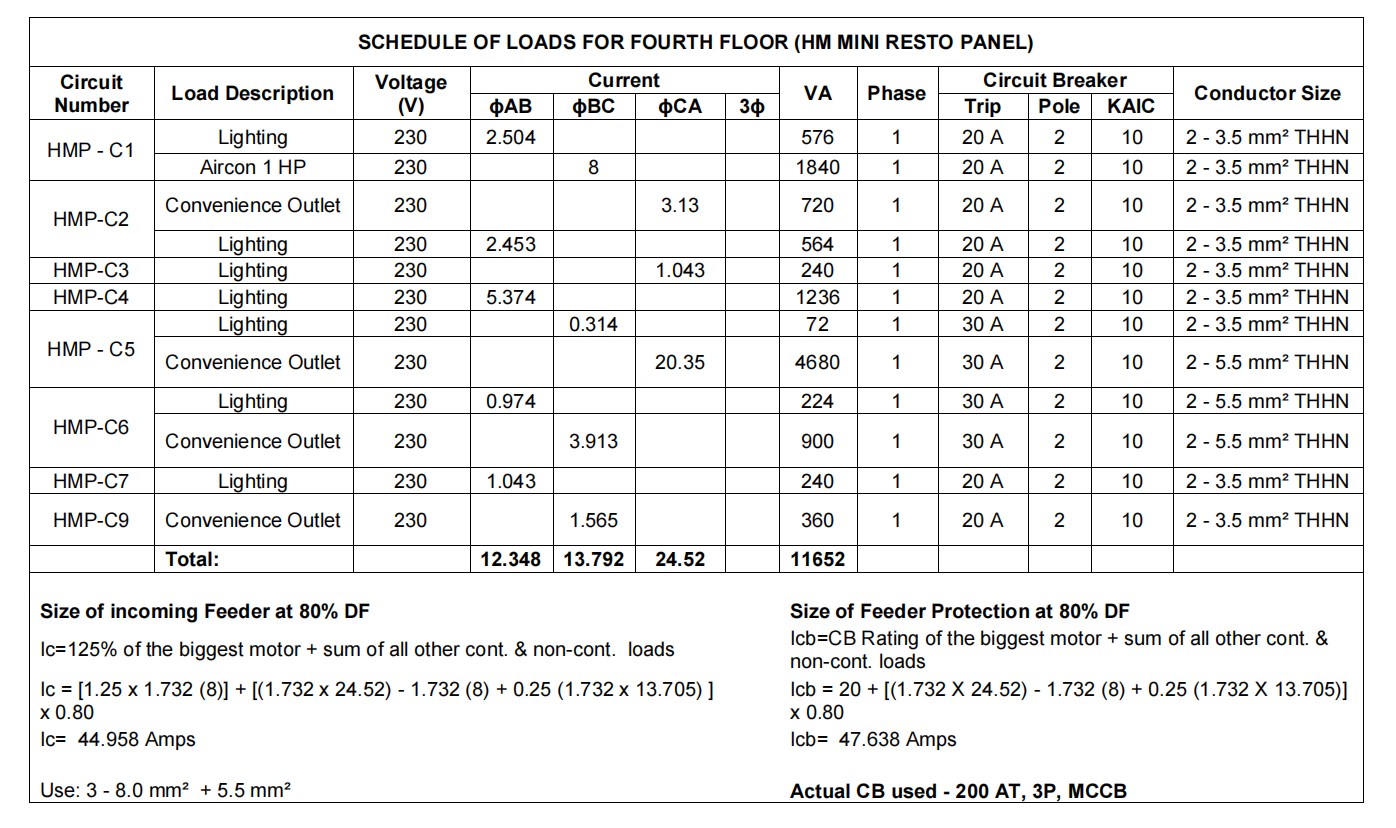 SCHEDULE OF LOADS FOR FOURTH FLOOR (HM MINI RESTO PANEL)
Circuit Number Load Description Voltage (V) Current VA Phase Circuit Breaker Conductor Size
ϕAB ϕBC ϕCA 3ϕ Trip Pole KAIC
HMP - C1 Lighting 230 2.504 576 1 20 A 2 10 2 - 3.5 mm² THHN
Aircon 1 HP 230 8 1840 1 20 A 2 10 2 - 3.5 mm² THHN
HMP-C2 Convenience Outlet 230 3.13 720 1 20 A 2 10 2 - 3.5 mm² THHN
Lighting 230 2.453 564 1 20 A 2 10 2 - 3.5 mm² THHN
HMP-C3 Lighting 230 1.043 240 1 20 A 2 10 2 - 3.5 mm² THHN
HMP-C4 Lighting 230 5.374 1236 1 20 A 2 10 2 - 3.5 mm² THHN
HMP - C5 Lighting 230 0.314 72 1 30 A 2 10 2 - 3.5 mm² THHN
Convenience Outlet 230 20.35 4680 1 30 A 2 10 2 - 5.5 mm² THHN
HMP-C6 Lighting 230 0.974 224 1 30 A 2 10 2 - 5.5 mm² THHN
Convenience Outlet 230 3.913 900 1 30 A 2 10 2 - 5.5 mm² THHN
HMP-C7 Lighting 230 1.043 240 1 20 A 2 10 2 - 3.5 mm² THHN
HMP-C9 Convenience Outlet 230 1.565 360 1 20 A 2 10 2 - 3.5 mm² THHN
Total: 12.348 13.792 24.52 11652
Size of incoming Feeder at 80% DF
Ic=125% of the biggest motor + sum of all other cont. & non-cont. loads
Ic = [1.25 x 1.732 (8)] + [(1.732 x 24.52) - 1.732 (8) + 0.25 (1.732 x 13.705) ]
x 0.80
Ic= 44.958 Amps
Use: 3 - 8.0 mm² + 5.5 mm²
Size of Feeder Protection at 80% DF
Icb=CB Rating of the biggest motor + sum of all other cont. &
non-cont. loads
Icb = 20 + [(1.732 X 24.52) - 1.732 (8) + 0.25 (1.732 X 13.705)]
x 0.80
Icb= 47.638 Amps
Actual CB used - 200 AT, 3P, MCCB